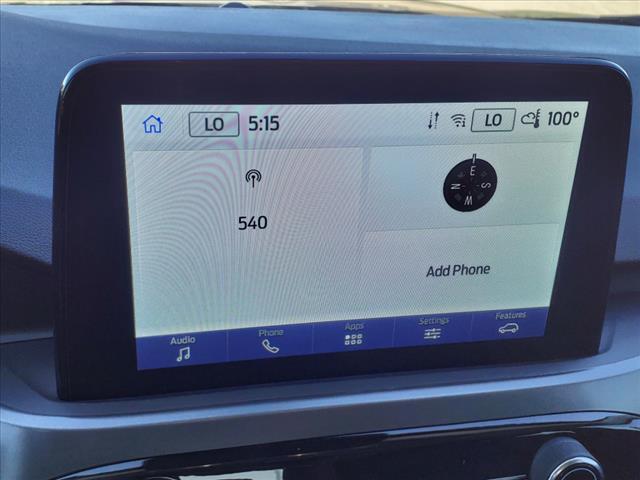 LO 5:15 LO 100°
540
E
N S
W
Add Phone
Audio Phone Apps Settings Features